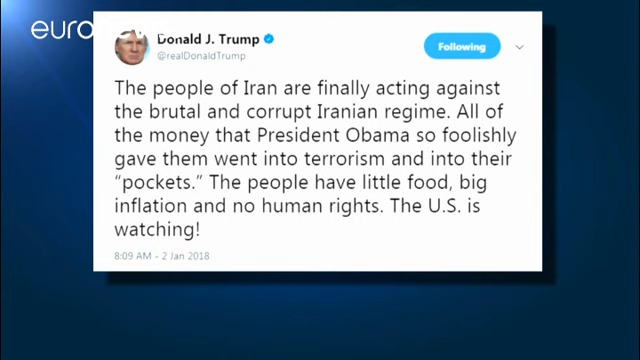 euro
Donald J. Trump
@realDonaldTrump
Following
The people of Iran are finally acting against
the brutal and corrupt Iranian regime. All of
the money that President Obama so foolishly
gave them went into terrorism and into their
“pockets.” The people have little food, big
inflation and no human rights. The U.S. is
watching!
8:09 AM - 2 Jan 2018